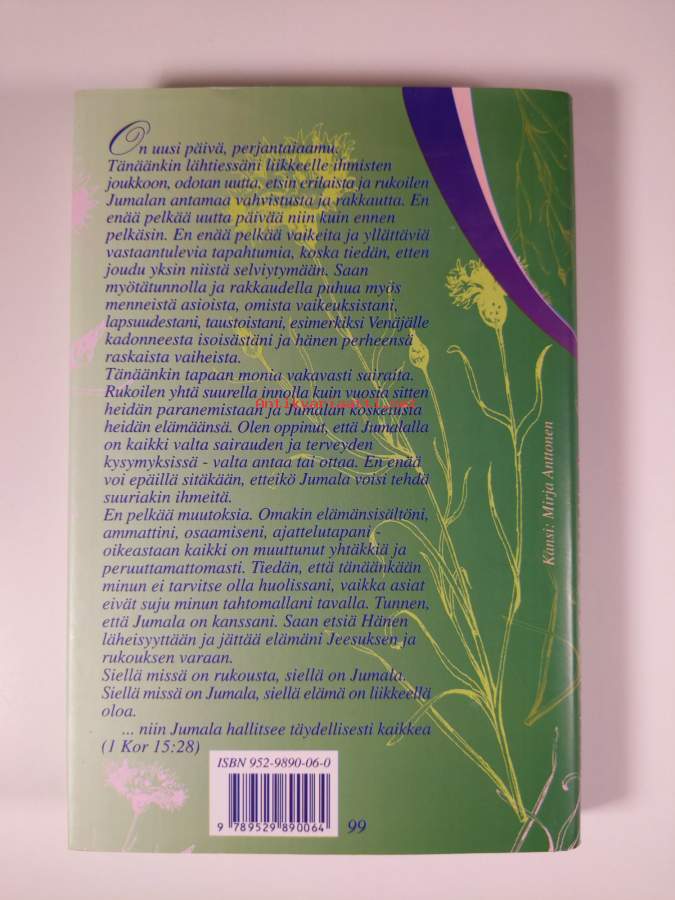 On uusi päivä, perjantaiaamu.
Tänäänkin lähtiessäni liikkeelle ihmisten
joukkoon, odotan uutta, etsin erilaista ja rukoilen
Jumalan antamaa vahvistusta ja rakkautta. En
enää pelkää uutta päivää niin kuin ennen
pelkäsin. En enää pelkää vaikeita ja yllättäviä
vastaantulevia tapahtumia, koska tiedän, etten
joudu yksin niistä selviytymään. Saan
myötätunnolla ja rakkaudella puhua myös
menneistä asioista, omista vaikeuksistani,
lapsuudestani, taustoistani, esimerkiksi Venäjälle
kadonneesta isoisästäni ja hänen perheensä
raskaista vaiheista.
Tänäänkin tapaan monia vakavasti sairaita.
Rukoilen yhtä suurella innolla kuin vuosia sitten
heidän paranemistaan ja Jumalan kosketusta
heidän elämäänsä. Olen oppinut, että Jumalalla
on kaikki valta sairauden ja terveyden
kysymyksissä - valta antaa tai ottaa. En enää
voi epäillä sitäkään, etteikö Jumala voisi tehdä
suuriakin ihmeitä.
En pelkää muutoksia. Omakin elämänsisältöni,
ammattini, osaamiseni, ajattelutapani -
oikeastaan kaikki on muuttunut yhtäkkiä ja
peruuttamattomasti. Tiedän, että tänäänkään
minun ei tarvitse olla huolissani, vaikka asiat
eivät suju minun tahtomallani tavalla. Tunnen,
että Jumala on kanssani. Saan etsiä Hänen
läheisyyttään ja jättää elämäni Jeesuksen ja
rukouksen varaan.
Siellä missä on rukousta, siellä on Jumala.
Siellä missä on Jumala, siellä elämä on liikkeellä
oloa.
... niin Jumala hallitsee täydellisesti kaikkea
(1 Kor 15:28)
ISBN 952-9890-06-0
9 789529 890064
99
Kansi: Mirja Anttonen
Antikvariaatti.net